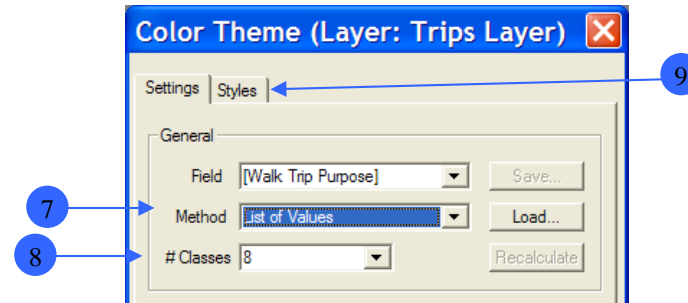 Color Theme (Layer: Trips Layer)
9
Settings Styles
General
Field [Walk Trip Purpose] Save...
7
Method List of Values Load...
8
# Classes 8 Recalculate